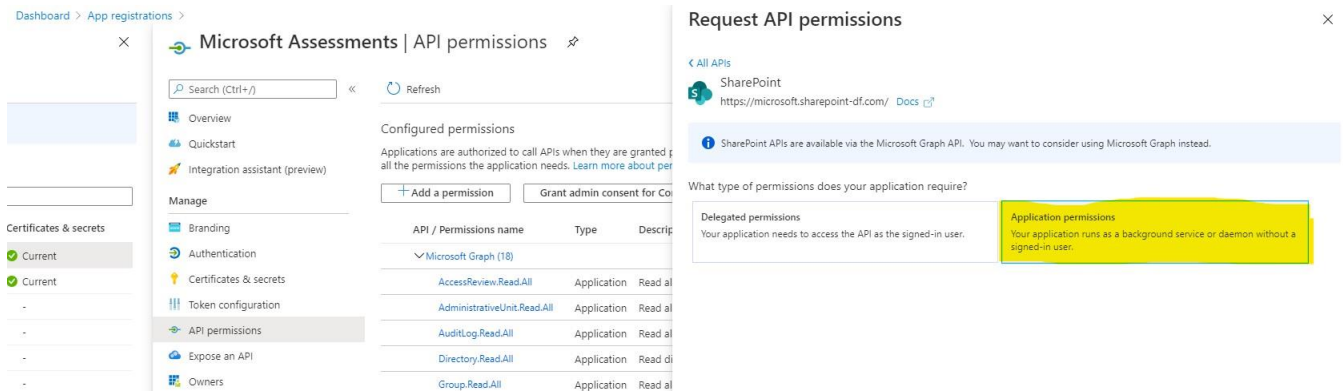 Dashboard > App registrations >
Certificates & secrets
Current
Current
-
-
-
Microsoft Assessments | API permissions
Search (Ctrl+/)
«
Overview
Quickstart
Integration assistant (preview)
Manage
Branding
Authentication
Certificates & secrets
Token configuration
API permissions
Expose an API
Owners
Refresh
Configured permissions
Applications are authorized to call APIs when they are granted
all the permissions the application needs. Learn more about
+ Add a permission Grant admin consent for
API / Permissions name Type
Microsoft Graph (18)
AccessReview.Read.All Application Read
AdministrativeUnit.Read.All Application Read
AuditLog.Read.All Application Read
Directory.Read.All Application Read
Group.Read.All Application Read
Request API permissions
< All APIs
SharePoint
https://microsoft.sharepoint-df.com/ Docs
SharePoint APIs are available via the Microsoft Graph API. You may want to consider using Microsoft Graph instead.
What type of permissions does your application require?
Delegated permissions
Your application needs to access the API as the signed-in user.
Application permissions
Your application runs as a background service or daemon without a
signed-in user.